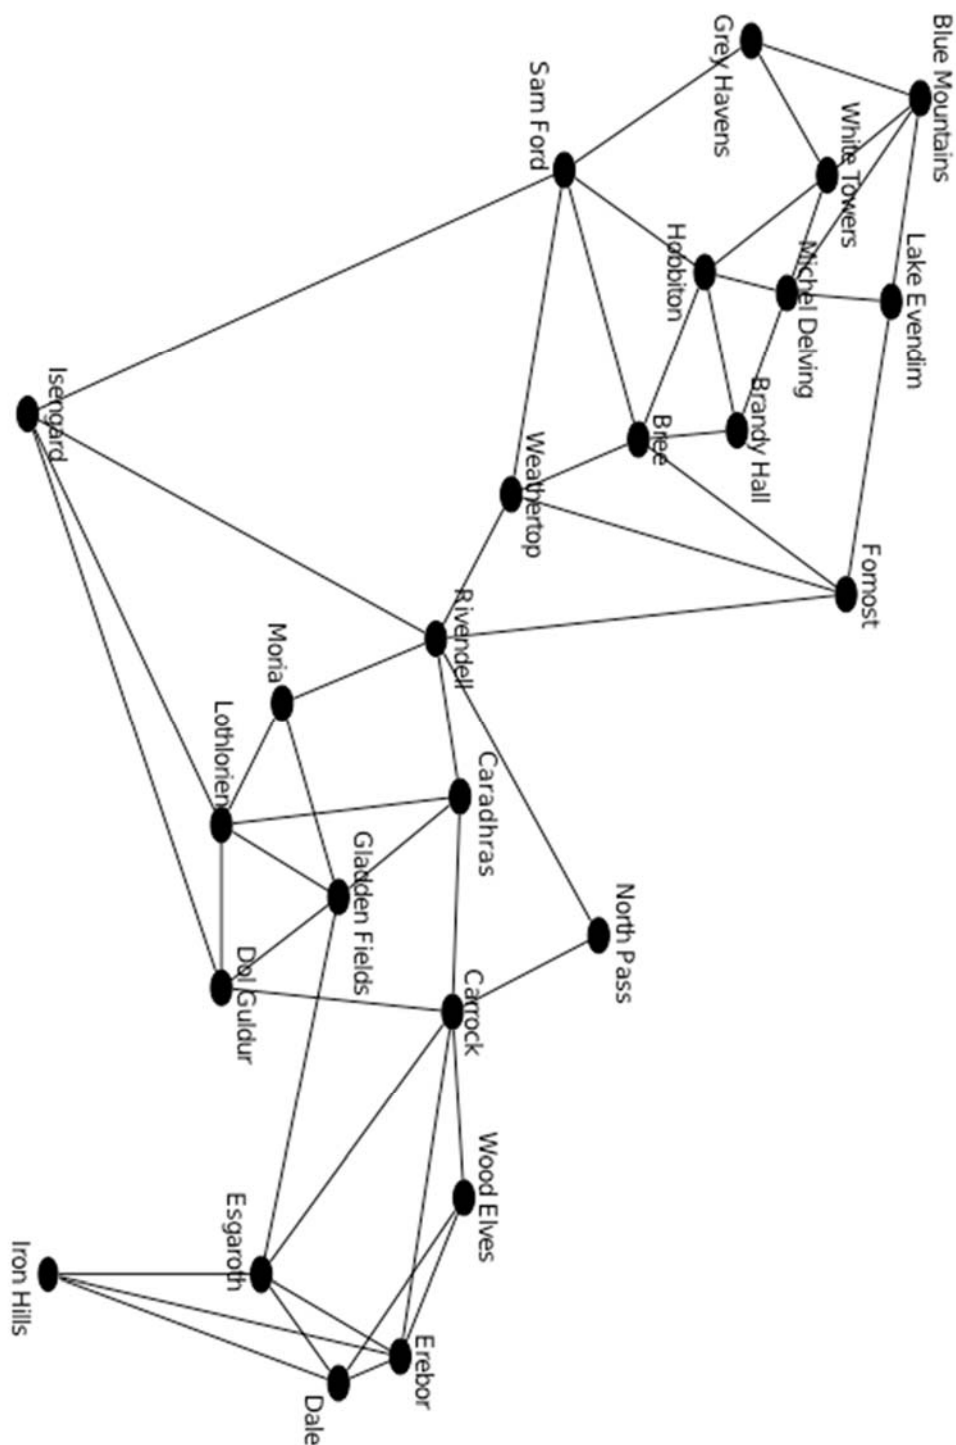 Blue Mountains
Grey Havens
White Towers
Sarn Ford
Lake Evendim
Hobbiton
Michel Delving
Isengard
Brandy Hall
Bree
Weathertop
Fornost
Rivendell
Moria
Lothlorien
Caradhras
Gladden Fields
North Pass
Dol Guldur
Carrock
Wood Elves
Esgaroth
Iron Hills
Erebor
Dale